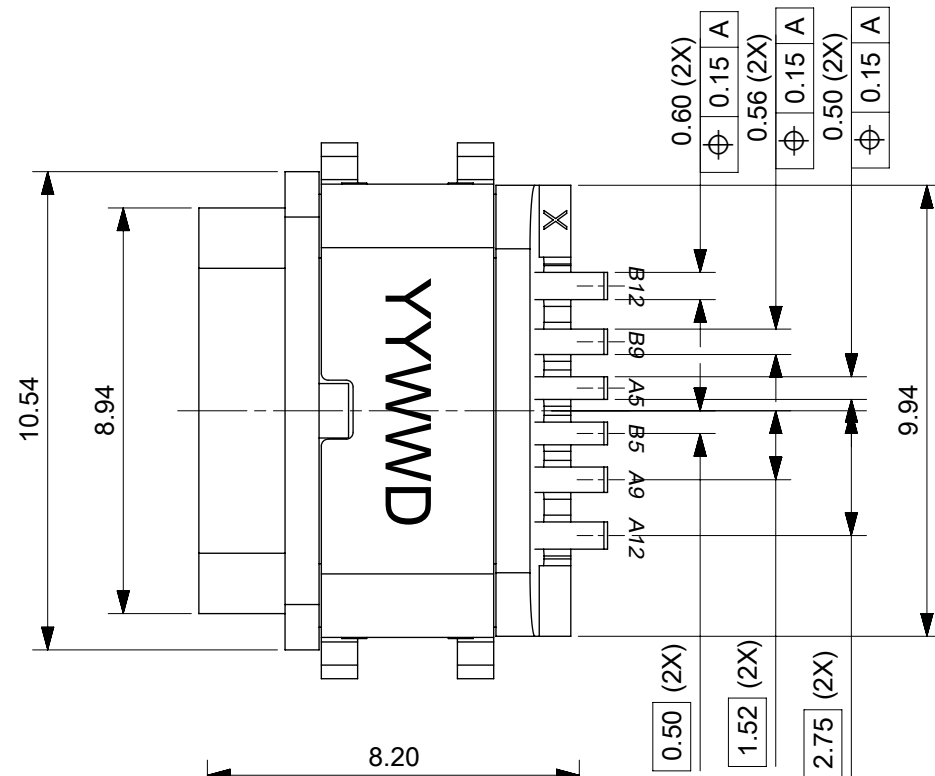 0.60 (2X)
⌖ 0.15 A
0.56 (2X)
⌖ 0.15 A
0.50 (2X)
⌖ 0.15 A
10.54
8.94
YYWWD
X
B12
B9
A5
B5
A9
A12
9.94
0.50 (2X)
1.52 (2X)
2.75 (2X)
8.20